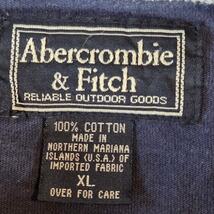 Abercrombie
& Fitch
RELIABLE OUTDOOR GOODS
100% COTTON
MADE IN
NORTHERN MARIANA
ISLANDS (U.S.A.) OF
IMPORTED FABRIC
XL
OVER FOR CARE